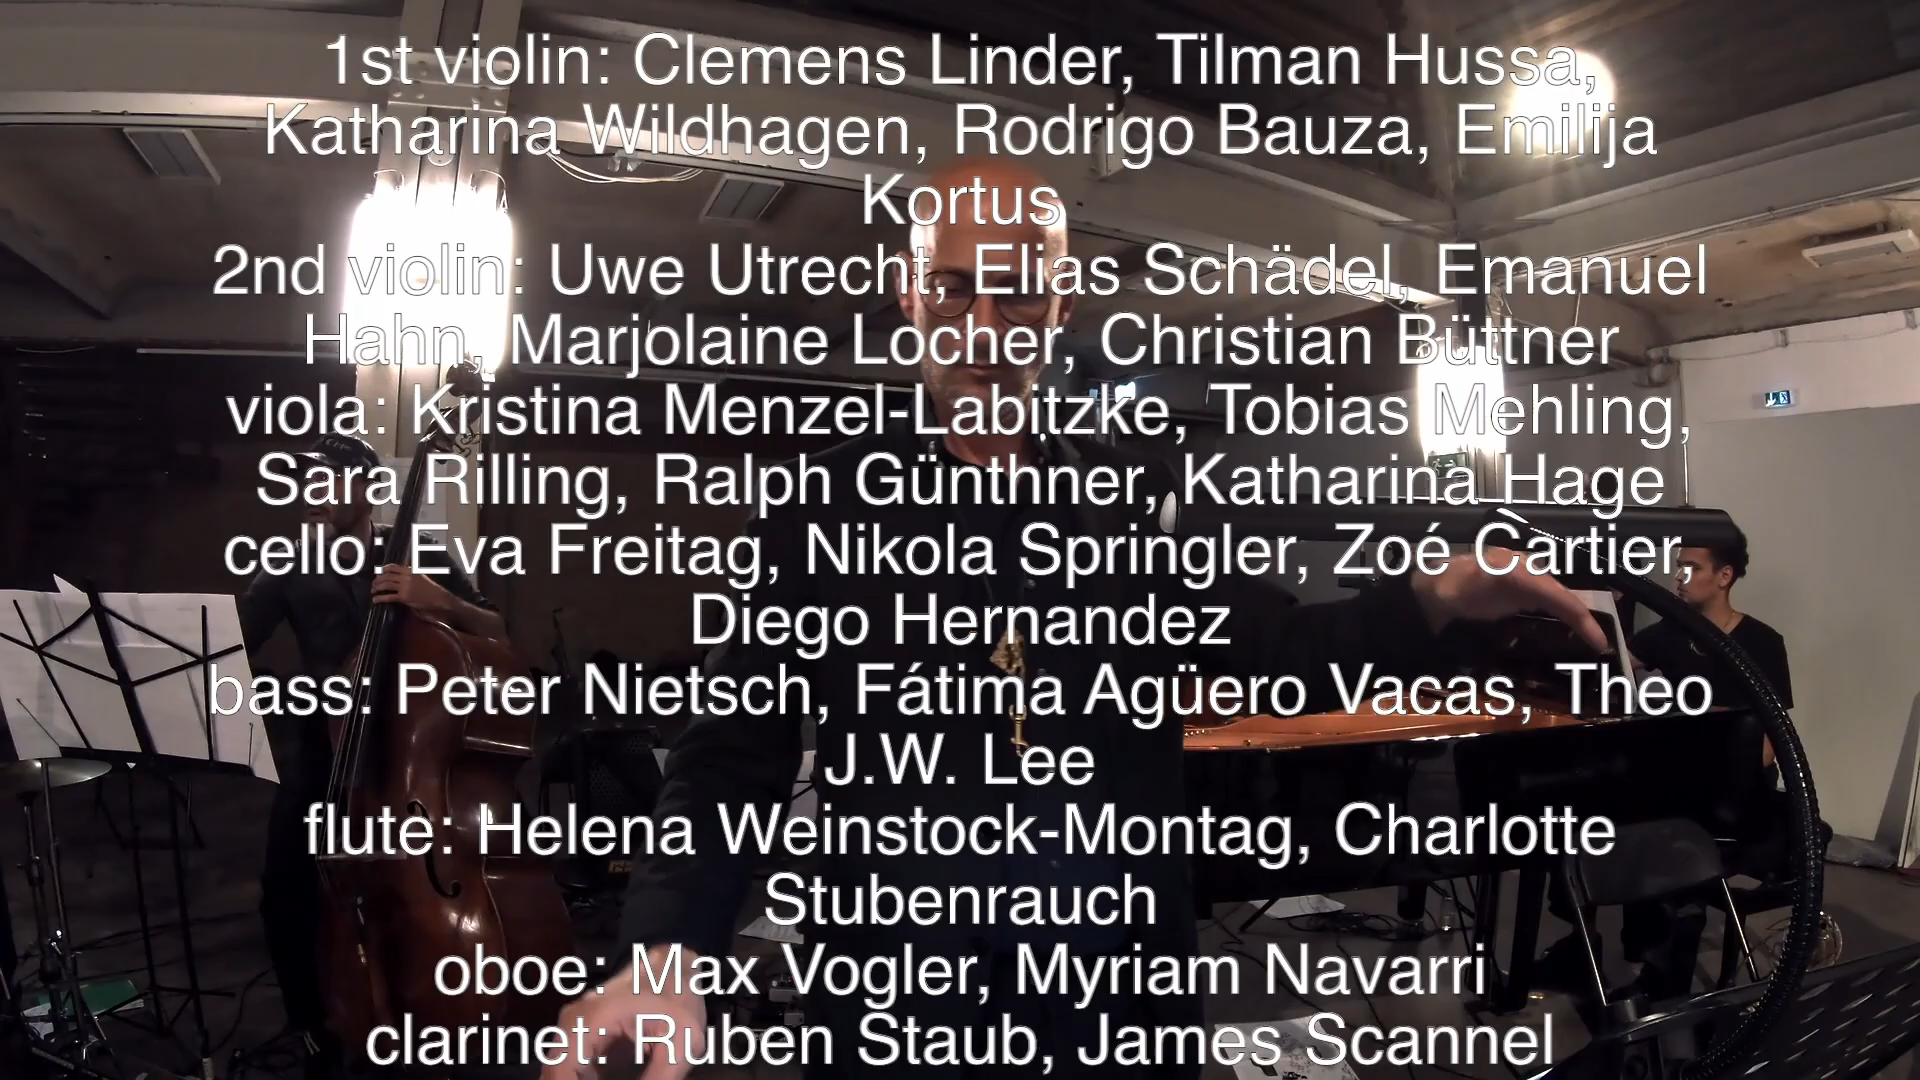 1st violin: Clemens Linder, Tilman Hussa,
Katharina Wildhagen, Rodrigo Bauza, Emilija
Kortus
2nd violin: Uwe Utrecht, Elias Schädel, Emanuel
Hahn, Marjolaine Locher, Christian Büttner
viola: Kristina Menzel-Labitzke, Tobias Mehling,
Sara Rilling, Ralph Günthner, Katharina Hage
cello: Eva Freitag, Nikola Springler, Zoé Cartier,
Diego Hernandez
bass: Peter Nietsch, Fátima Agüero Vacas, Theo
J.W. Lee
flute: Helena Weinstock-Montag, Charlotte
Stubenrauch
oboe: Max Vogler, Myriam Navarri
clarinet: Ruben Staub, James Scannel